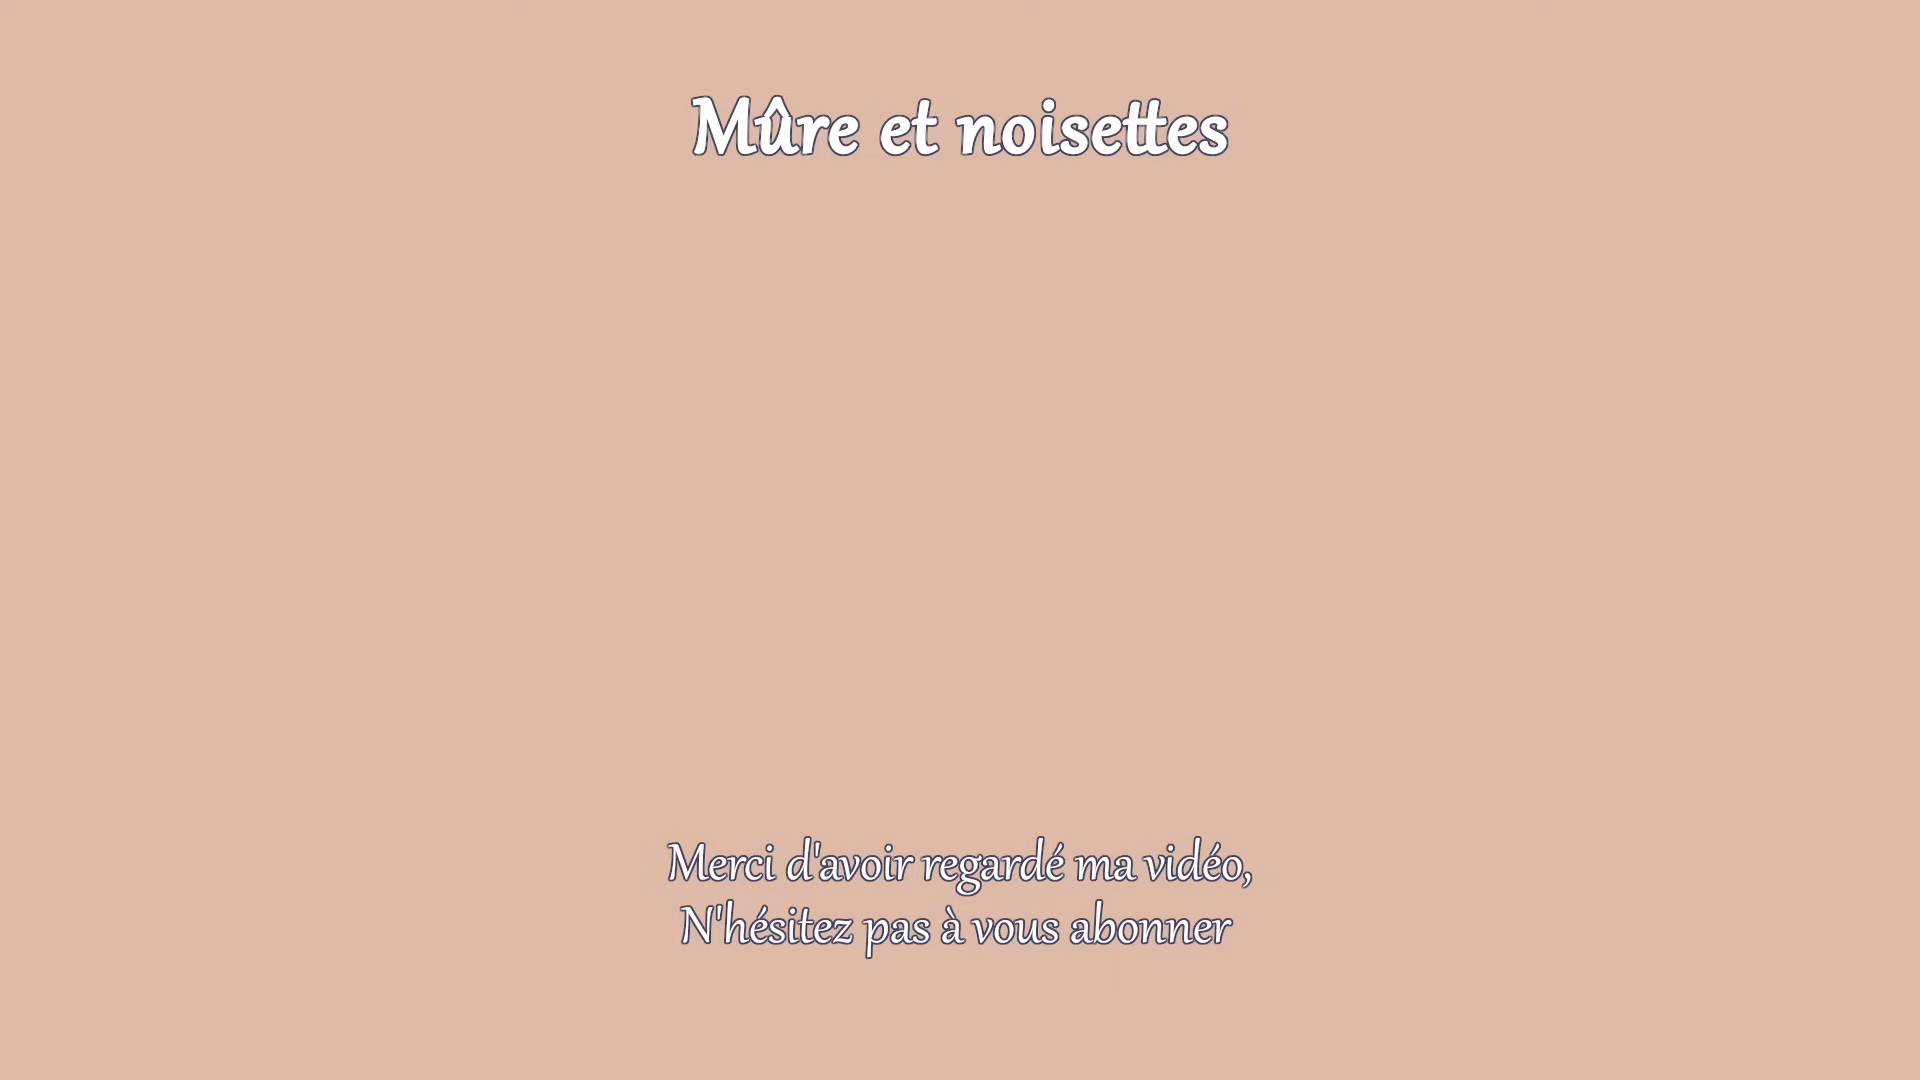 Mûre et noisettes
Merci d'avoir regardé ma vidéo,
N'hésitez pas à vous abonner